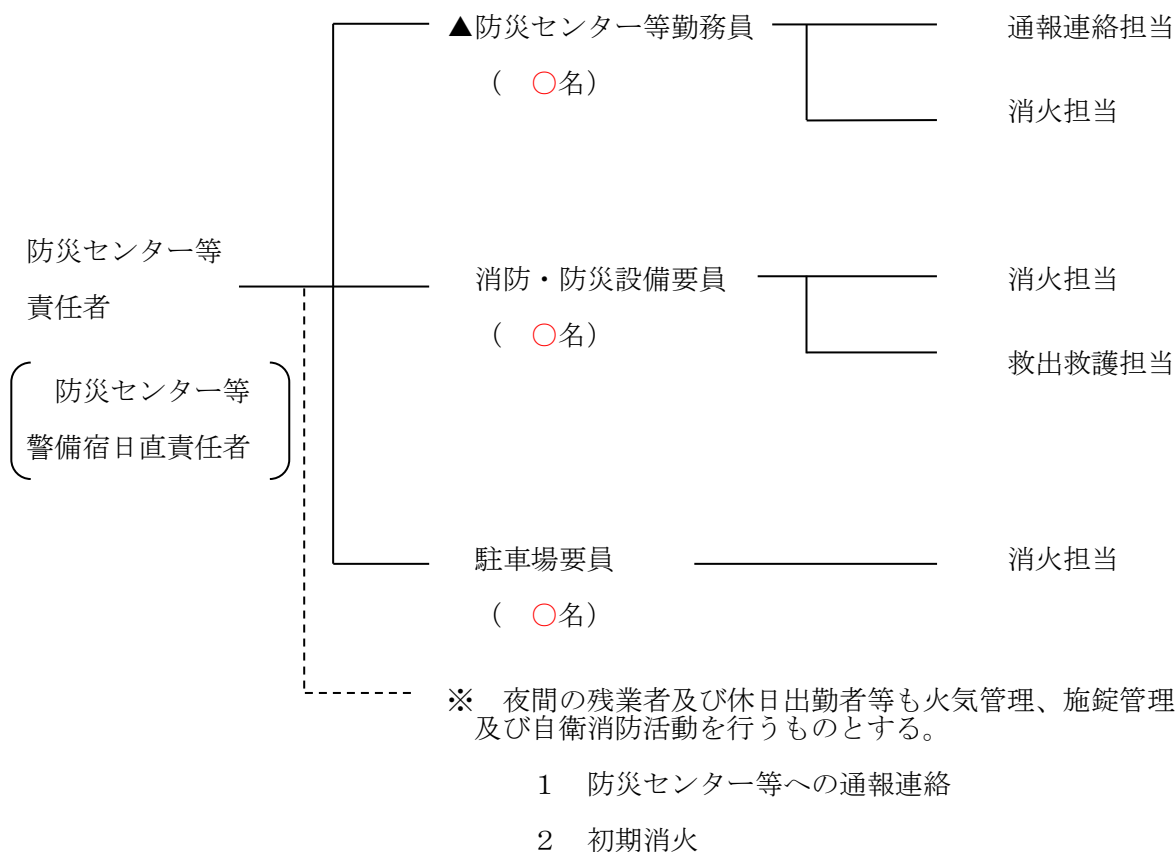 ▲防災センター等勤務員
（　○名）
通報連絡担当
消火担当
防災センター等
責任者
防災センター等
警備宿日直責任者
消防・防災設備要員
（　○名）
消火担当
救出救護担当
駐車場要員
（　○名）
消火担当
※　夜間の残業者及び休日出勤者等も火気管理、施錠管理
及び自衛消防活動を行うものとする。
１　防災センター等への通報連絡
２　初期消火